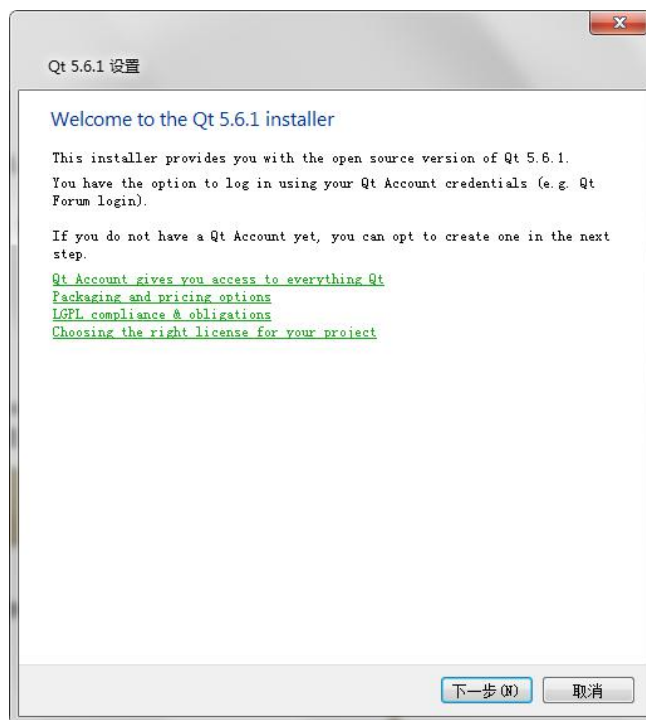 Qt 5.6.1 设置
Welcome to the Qt 5.6.1 installer
This installer provides you with the open source version of Qt 5.6.1.
You have the option to log in using your Qt Account credentials (e.g. Qt
Forum login).
If you do not have a Qt Account yet, you can opt to create one in the next
step.
Qt Account gives you access to everything Qt
Packaging and pricing options
LGPL compliance & obligations
Choosing the right license for your project
下一步(N)
取消